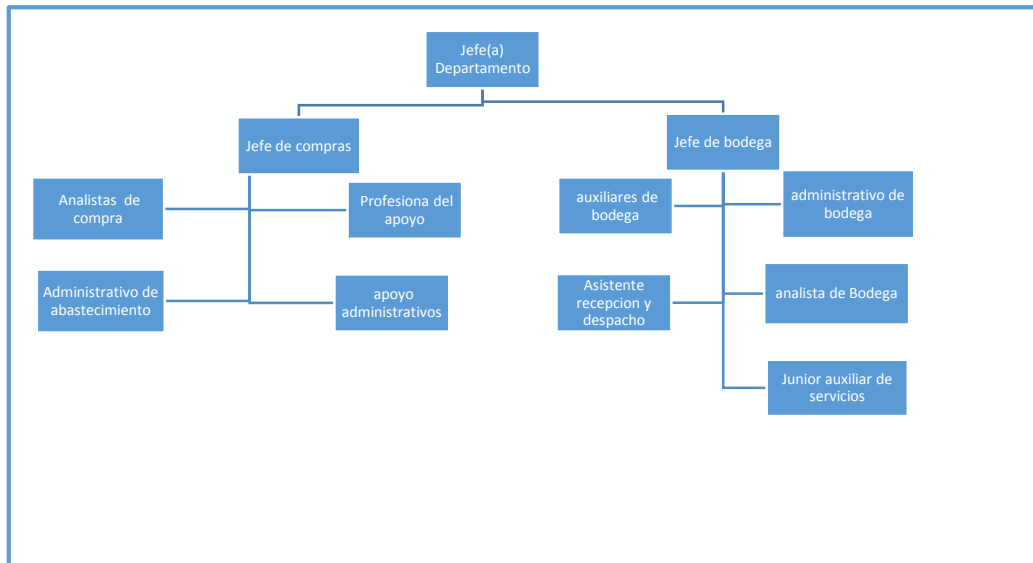 Jefe(a)
Departamento
Jefe de compras
Jefe de bodega
Analistas de
compra
Profesiona del
apoyo
auxiliares de
bodega
administrativo de
bodega
Administrativo de
abastecimiento
apoyo
administrativos
Asistente
recepcion y
despacho
analista de Bodega
Junior auxiliar de
servicios